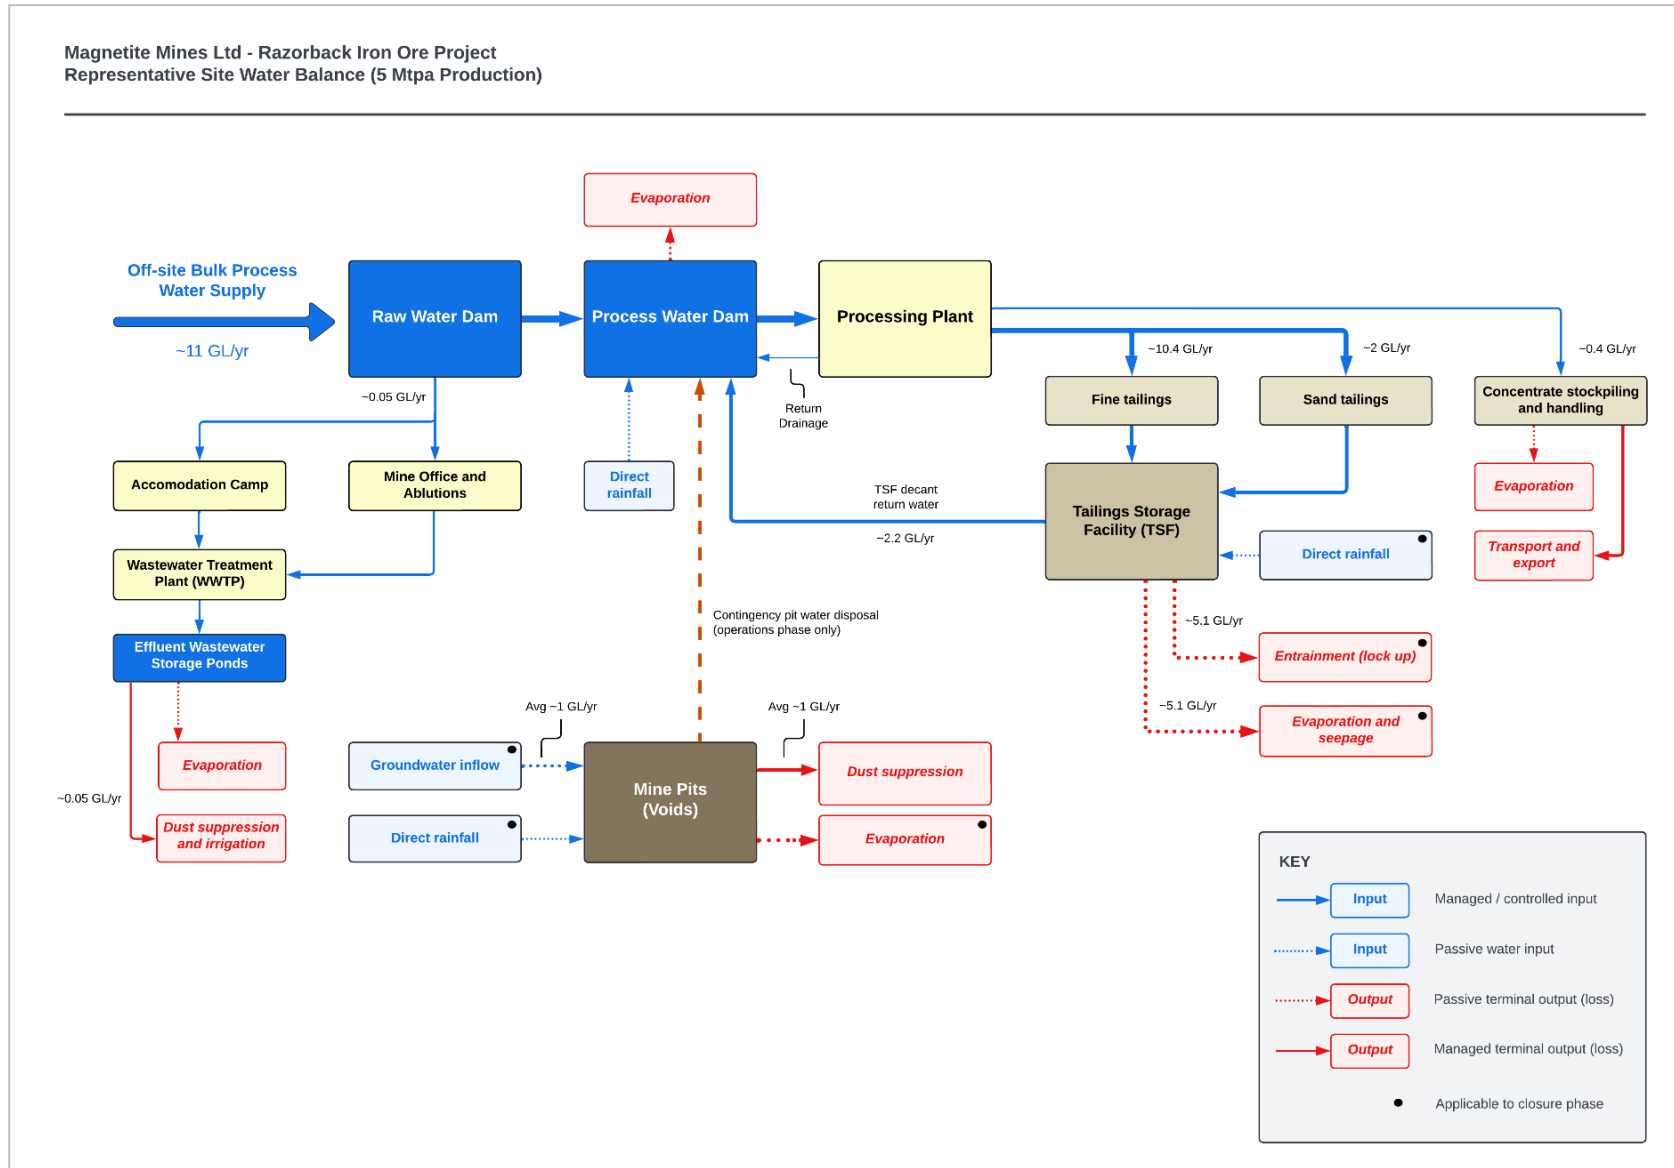 Magnetite Mines Ltd - Razorback Iron Ore Project
Representative Site Water Balance (5 Mtpa Production)
Evaporation
Off-site Bulk Process
Water Supply
~11 GL/yr
Raw Water Dam
Process Water Dam
Processing Plant
~10.4 GL/yr
~2 GL/yr
~0.4 GL/yr
~0.05 GL/yr
Return
Drainage
Fine tailings
Sand tailings
Concentrate stockpiling
and handling
Accomodation Camp
Mine Office and
Ablutions
Direct
rainfall
TSF decant
return water
~2.2 GL/yr
Tailings Storage
Facility (TSF)
Evaporation
Direct rainfall
Transport and
export
Wastewater Treatment
Plant (WWTP)
Effluent Wastewater
Storage Ponds
Contingency pit water disposal
(operations phase only)
~5.1 GL/yr
Entrainment (lock up)
~5.1 GL/yr
Evaporation and
seepage
Avg ~1 GL/yr
Avg ~1 GL/yr
Evaporation
Groundwater inflow
Mine Pits
(Voids)
Dust suppression
~0.05 GL/yr
Dust suppression
and irrigation
Direct rainfall
Evaporation
KEY
Input
Managed / controlled input
Input
Passive water input
Output
Passive terminal output (loss)
Output
Managed terminal output (loss)
Applicable to closure phase